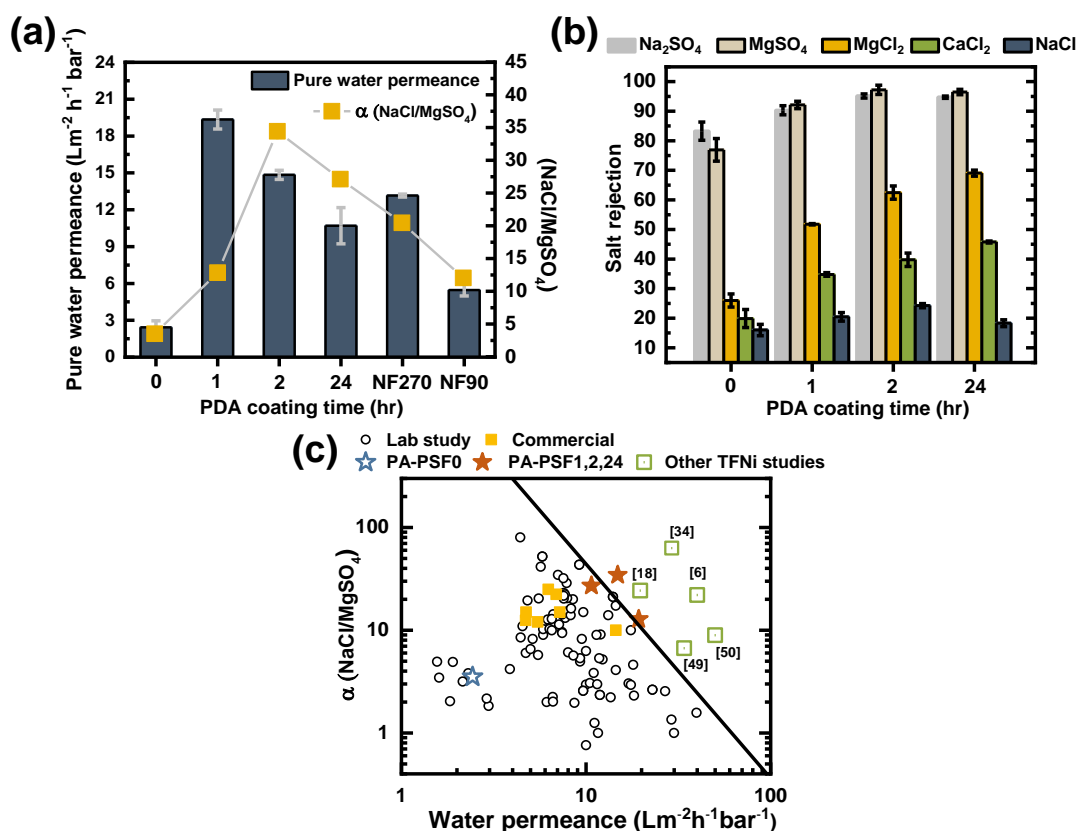 (a)
Pure water permeance
α (NaCl/MgSO₄)
Pure water permeance (Lm⁻² h⁻¹ bar⁻¹)
24
21
18
15
12
9
6
3
0
45
40
35
30
25
20
15
10
5
0
(NaCl/MgSO₄)
0 1 2 24 NF270 NF90
PDA coating time (hr)
(b)
Na₂SO₄ MgSO₄ MgCl₂ CaCl₂ NaCl
Salt rejection
100
90
80
70
60
50
40
30
20
10
0 1 2 24
PDA coating time (hr)
(c)
Lab study Commercial
PA-PSF0 PA-PSF1,2,24 Other TFNi studies
α (NaCl/MgSO₄)
100
10
1
[34]
[18]
[6]
[50]
[49]
1 10 100
Water permeance (Lm⁻²h⁻¹bar⁻¹)